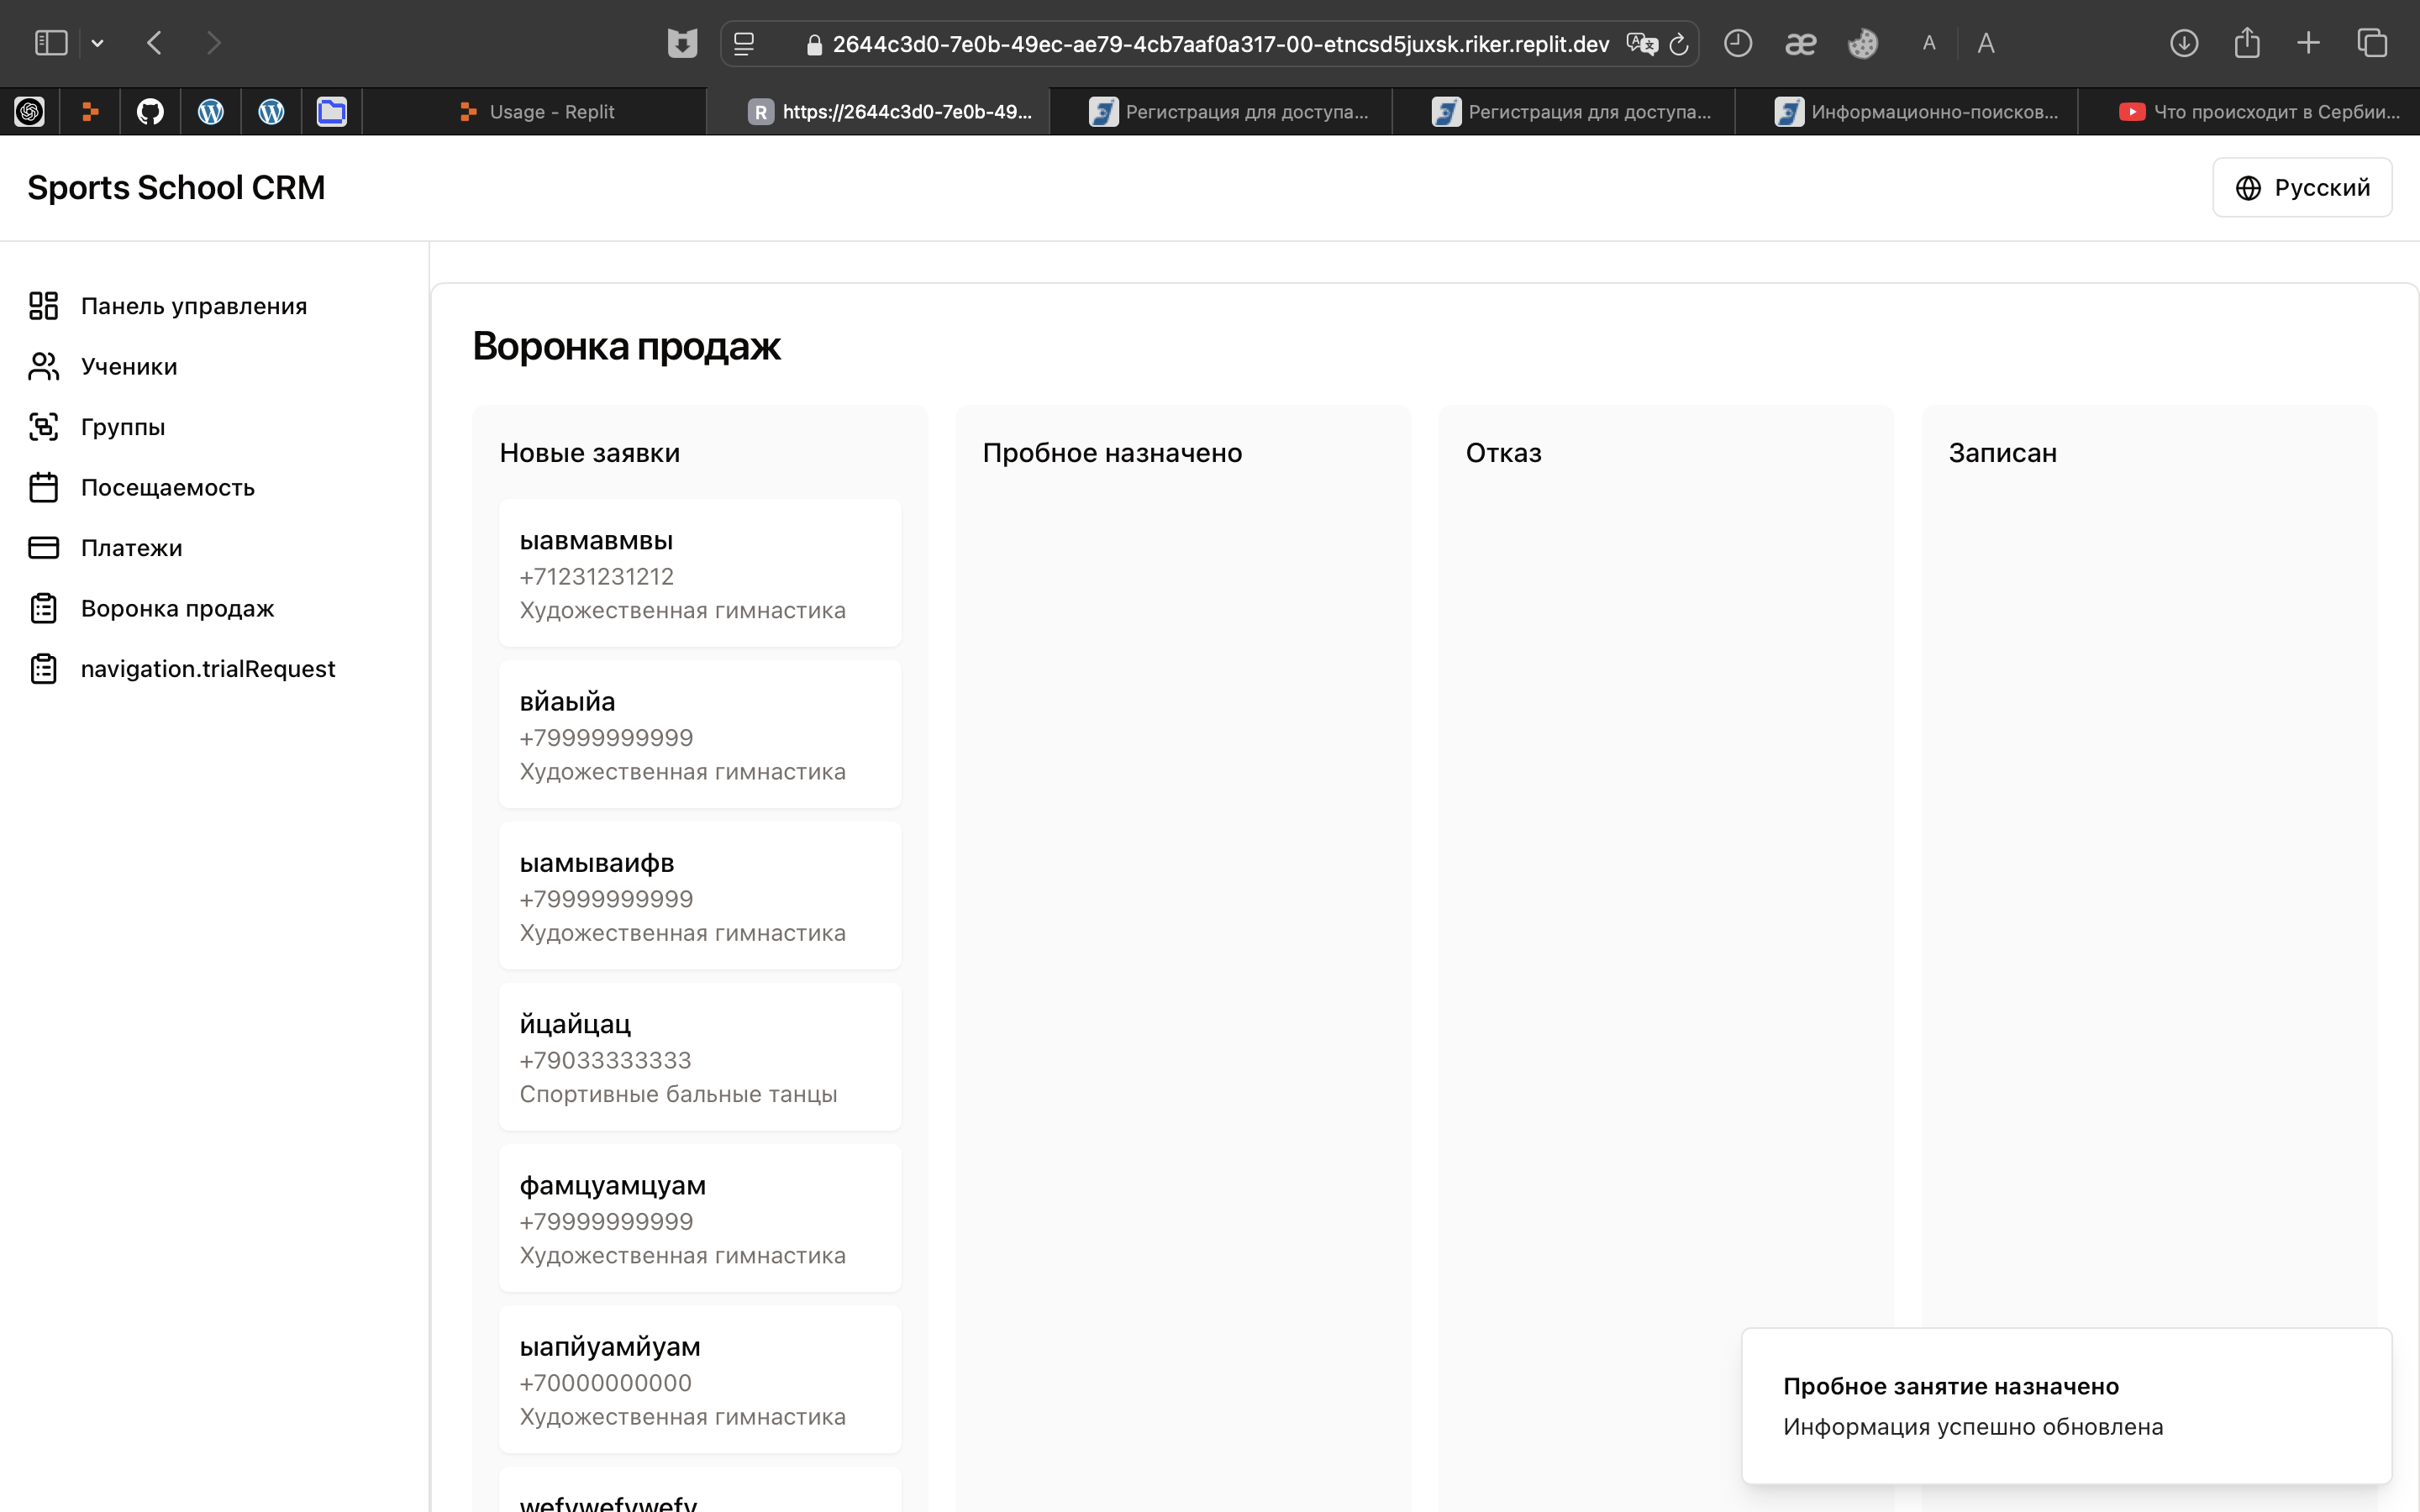 2644c3d0-7e0b-49ec-ae79-4cb7aaf0a317-00-etncsd5juxsk.riker.replit.dev
A
A
Usage - Replit
R
https://2644c3d0-7e0b-49...
Регистрация для доступа...
Регистрация для доступа...
Информационно-поисков...
Что происходит в Сербии...
Sports School CRM
Русский
Панель управления
Ученики
Группы
Посещаемость
Платежи
Воронка продаж
navigation.trialRequest
Воронка продаж
Новые заявки
ыавмавмвы
+71231231212
Художественная гимнастика
вйаыйа
+79999999999
Художественная гимнастика
ыамываифв
+79999999999
Художественная гимнастика
йцайцац
+79033333333
Спортивные бальные танцы
фамцуамцуам
+79999999999
Художественная гимнастика
ыапйуамйуам
+70000000000
Художественная гимнастика
wefywefywefy
Пробное назначено
Отказ
Записан
Пробное занятие назначено
Информация успешно обновлена